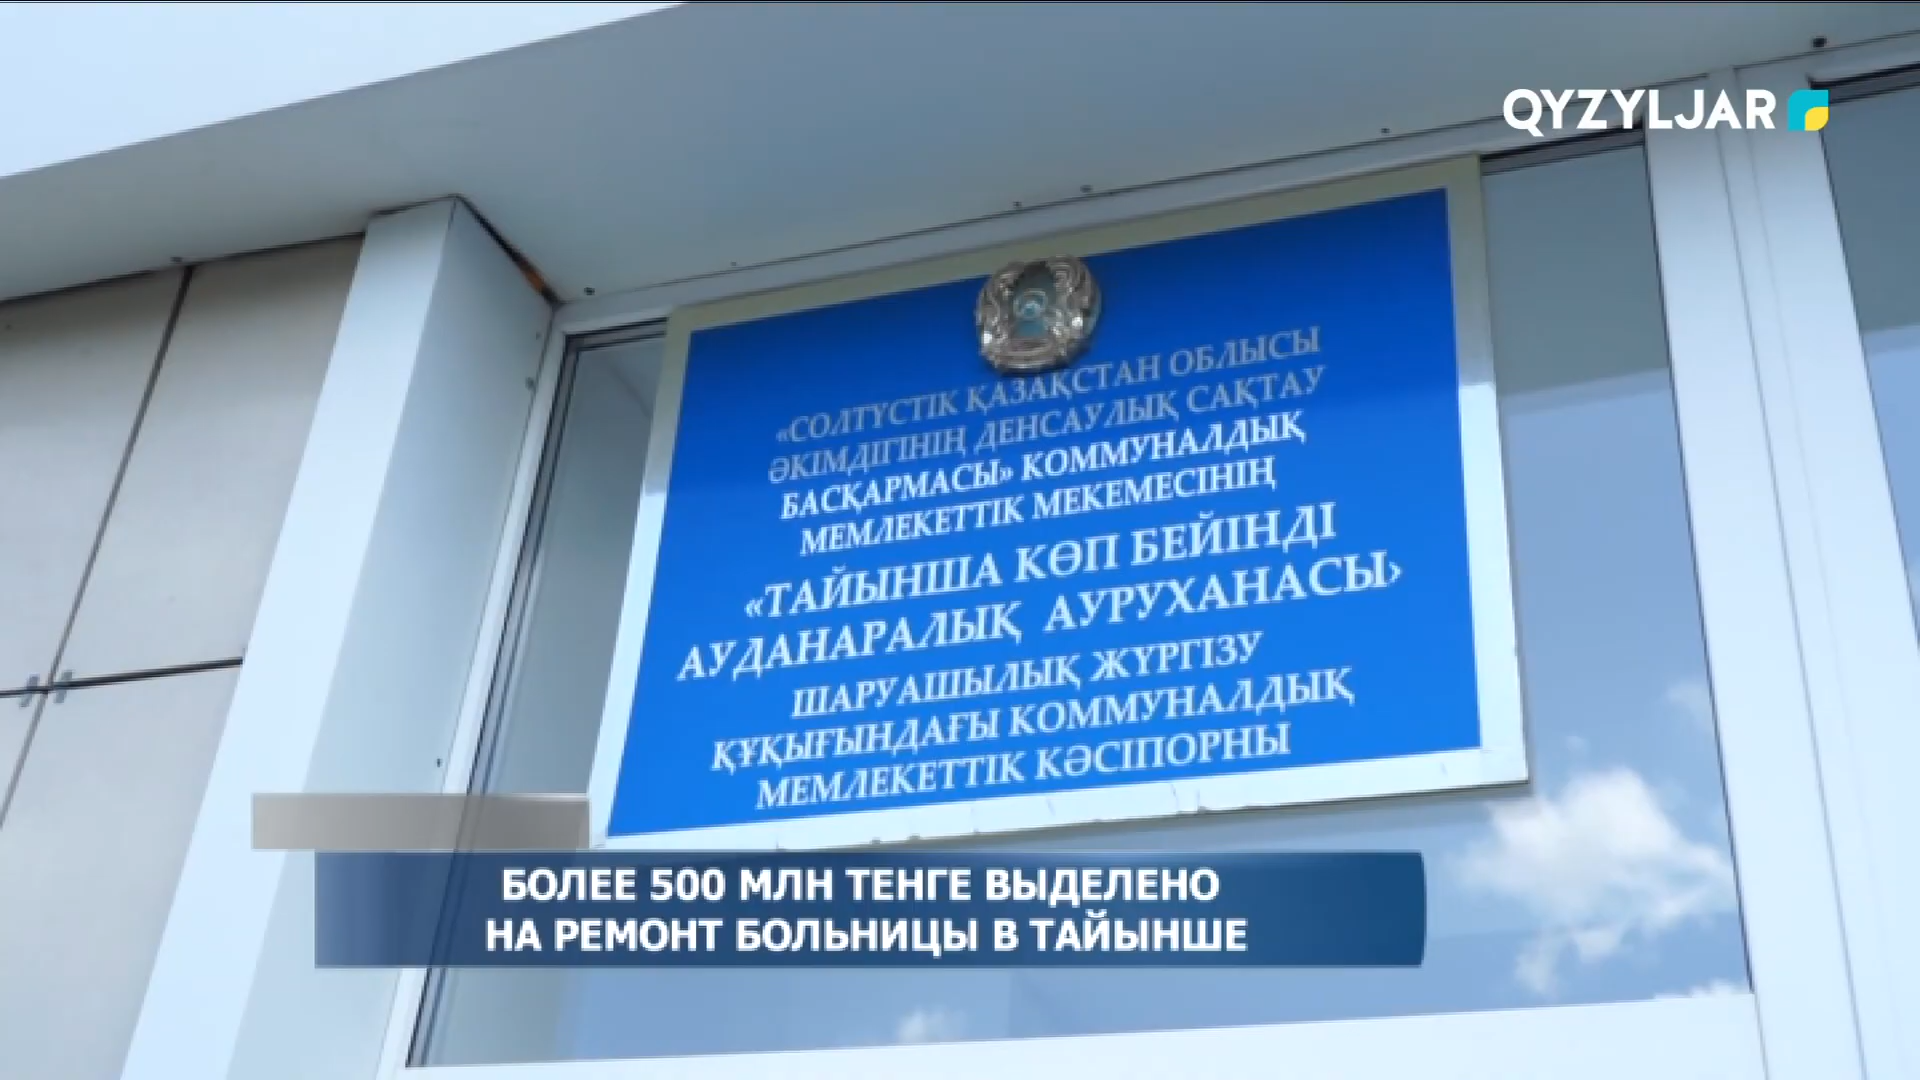 QYZYLJAR
«СОЛТҮСТІК ҚАЗАҚСТАН ОБЛЫСЫ
ӘКІМДІГІНІҢ ДЕНСАУЛЫҚ САҚТАУ
БАСҚАРМАСЫ» КОММУНАЛДЫҚ
МЕМЛЕКЕТТІК МЕКЕМЕСІНІҢ
«ТАЙЫНША КӨП БЕЙІНДІ
АУДАНАРАЛЫҚ АУРУХАНАСЫ›
ШАРУАШЫЛЫҚ ЖҮРГІЗУ
ҚҰҚЫҒЫНДАҒЫ КОММУНАЛДЫҚ
МЕМЛЕКЕТТІК КӘСІПОРНЫ
БОЛЕЕ 500 МЛН ТЕНГЕ ВЫДЕЛЕНО
НА РЕМОНТ БОЛЬНИЦЫ В ТАЙЫНШЕ